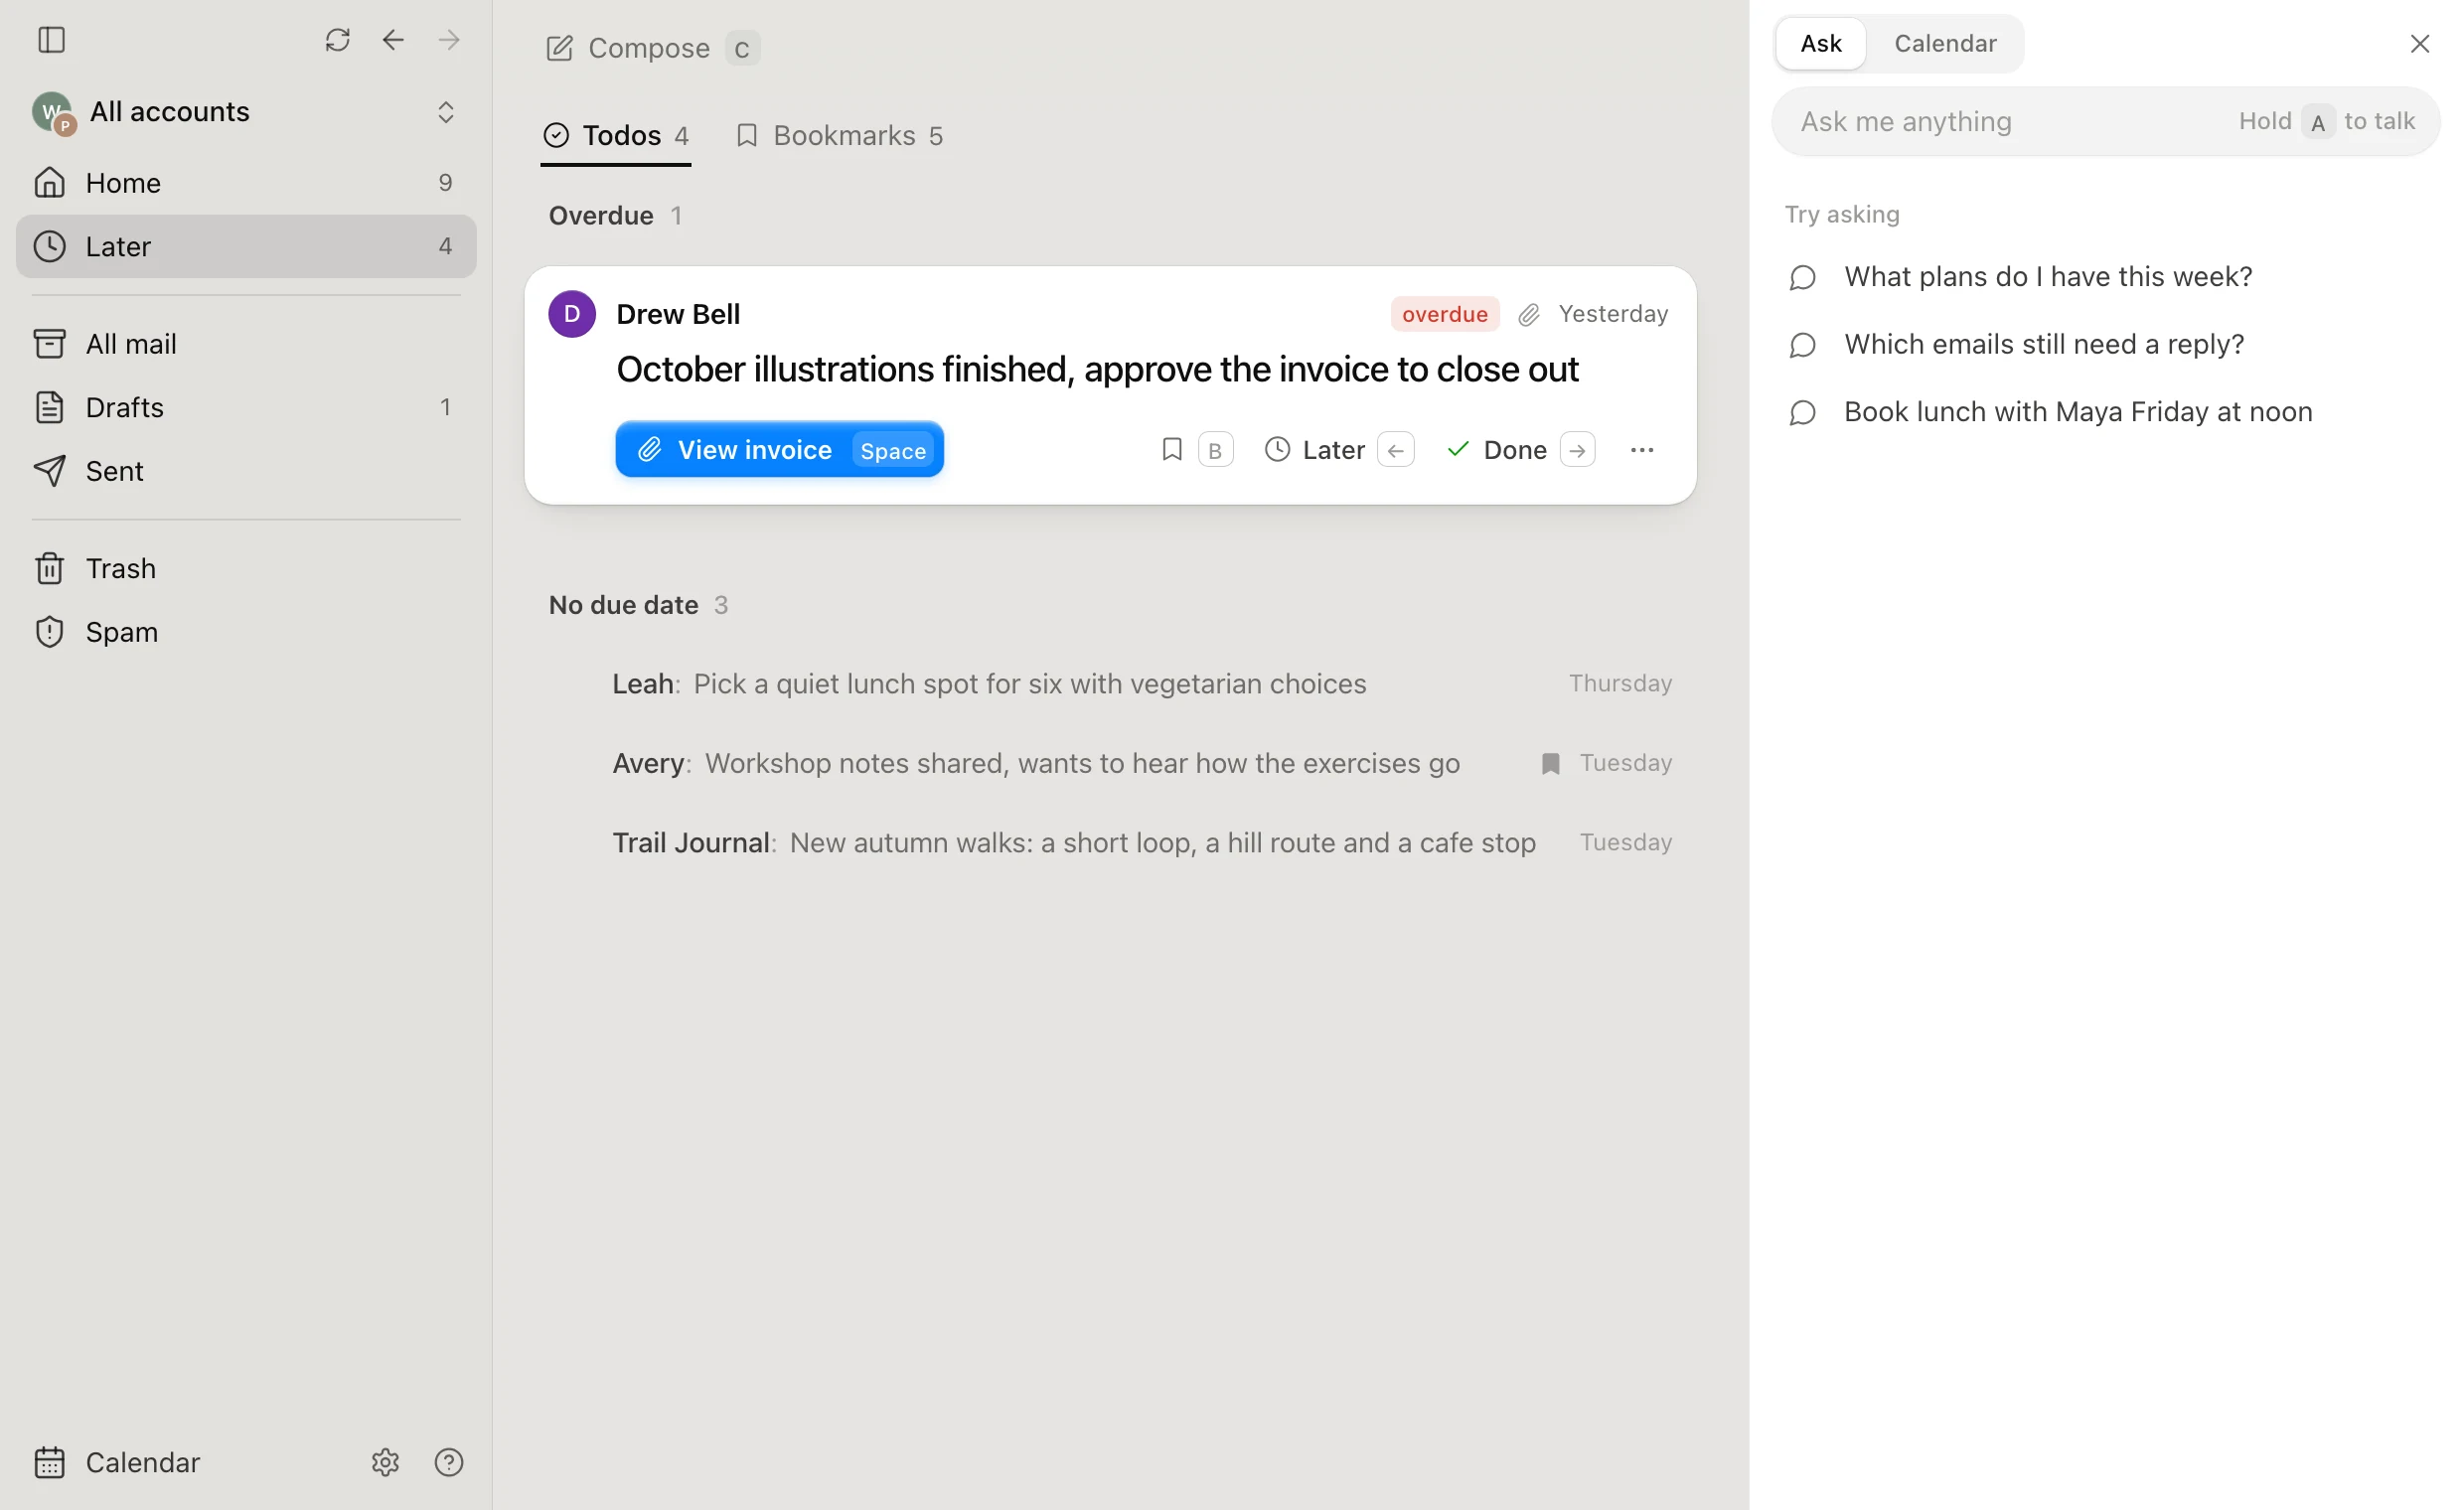 W
P
All accounts
Home 9
Later 4
All mail
Drafts 1
Sent
Trash
Spam
Calendar
Compose C
Todos 4 Bookmarks 5
Overdue 1
D Drew Bell overdue Yesterday
October illustrations finished, approve the invoice to close out
View invoice Space B Later ← Done →
No due date 3
Leah: Pick a quiet lunch spot for six with vegetarian choices Thursday
Avery: Workshop notes shared, wants to hear how the exercises go Tuesday
Trail Journal: New autumn walks: a short loop, a hill route and a cafe stop Tuesday
Ask Calendar
Ask me anything Hold A to talk
Try asking
What plans do I have this week?
Which emails still need a reply?
Book lunch with Maya Friday at noon